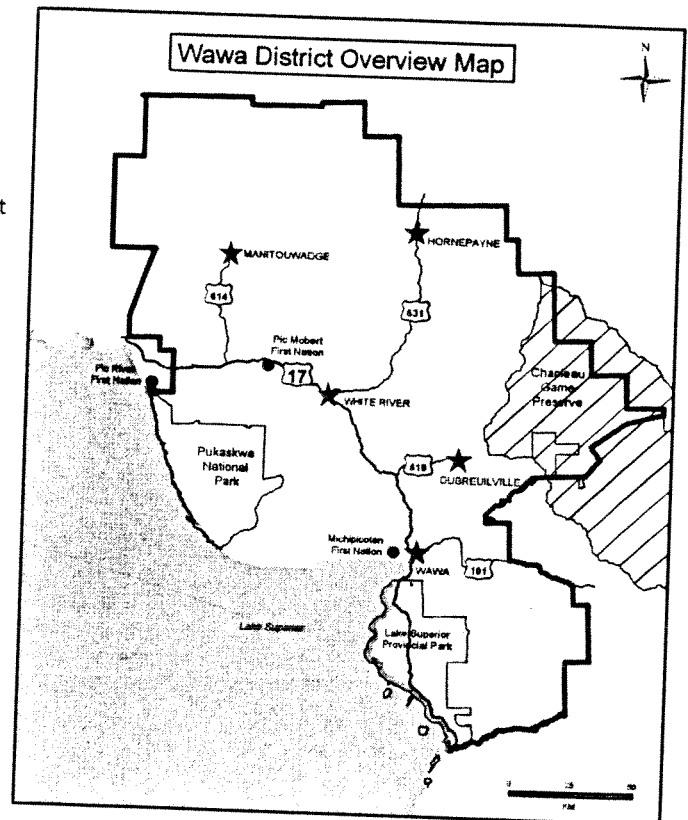 t
Wawa District Overview Map
N
MANITOUWADGE
HORNEPAYNE
614
631
Pic Mobert
First Nation
17
Pic River
First Nation
WHITE RIVER
Chapleau
Game
Preserve
Pukaskwa
National
Park
519
DUBREUILVILLE
Michipicoten
First Nation
WAWA
101
Lake Superior
Lake Superior
Provincial Park
0 25 50
KM